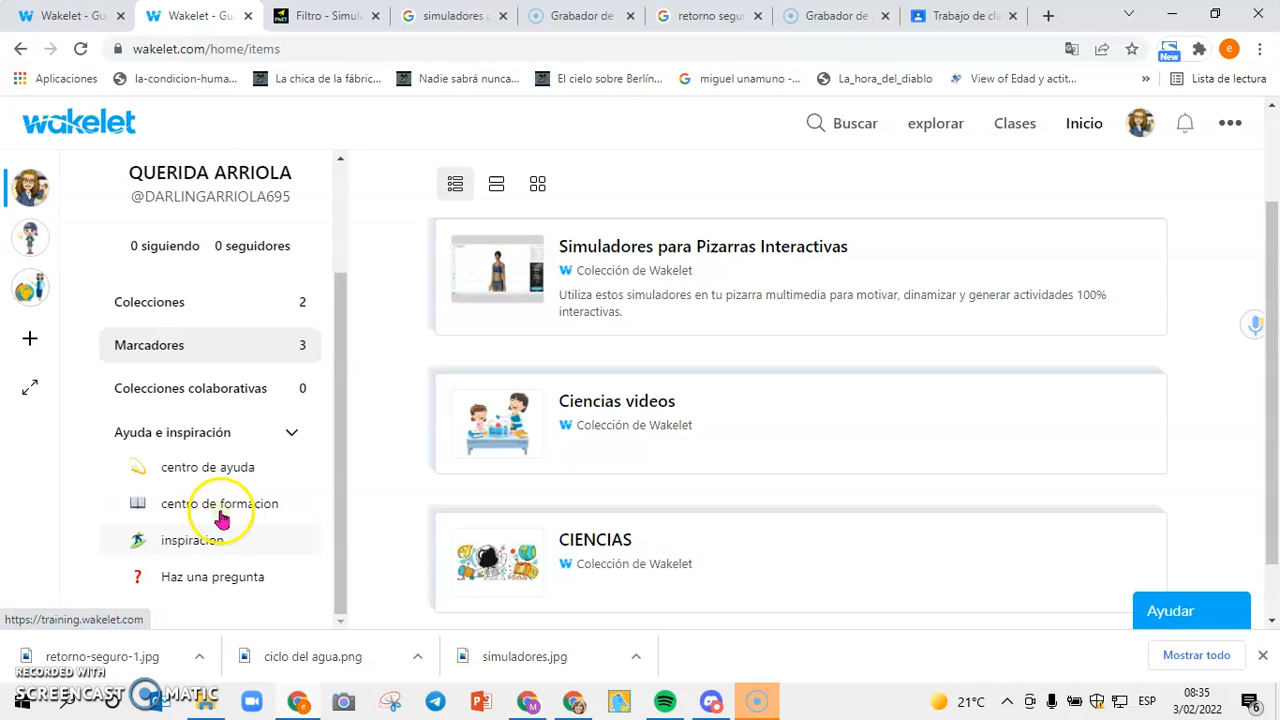 Wakelet - Gu
Wakelet - Gu
Filtro - Simula
simuladores a
Grabador de
retorno segu
Grabador de
Trabajo de cla
wakelet.com/home/items
New
e
Aplicaciones
la-condicion-huma...
La chica de la fábric...
Nadie sabrá nunca...
El cielo sobre Berlín...
miguel unamuno -...
La_hora_del_diablo
View of Edad y actit...
»
Lista de lectura
wakelet
Buscar
explorar
Clases
Inicio
QUERIDA ARRIOLA
@DARLINGARRIOLA695
0 siguiendo
0 seguidores
Colecciones 2
Marcadores 3
Colecciones colaborativas 0
Ayuda e inspiración
centro de ayuda
centro de formacion
inspiracion
Haz una pregunta
Simuladores para Pizarras Interactivas
Colección de Wakelet
Utiliza estos simuladores en tu pizarra multimedia para motivar, dinamizar y generar actividades 100%
interactivas.
Ciencias videos
Colección de Wakelet
CIENCIAS
Colección de Wakelet
Ayudar
https://training.wakelet.com
retorno-seguro-1.jpg
ciclo del agua.png
simuladores.jpg
Mostrar todo
RECORDED WITH
SCREENCAST MATIC
21°C
ESP
08:35
3/02/2022
6